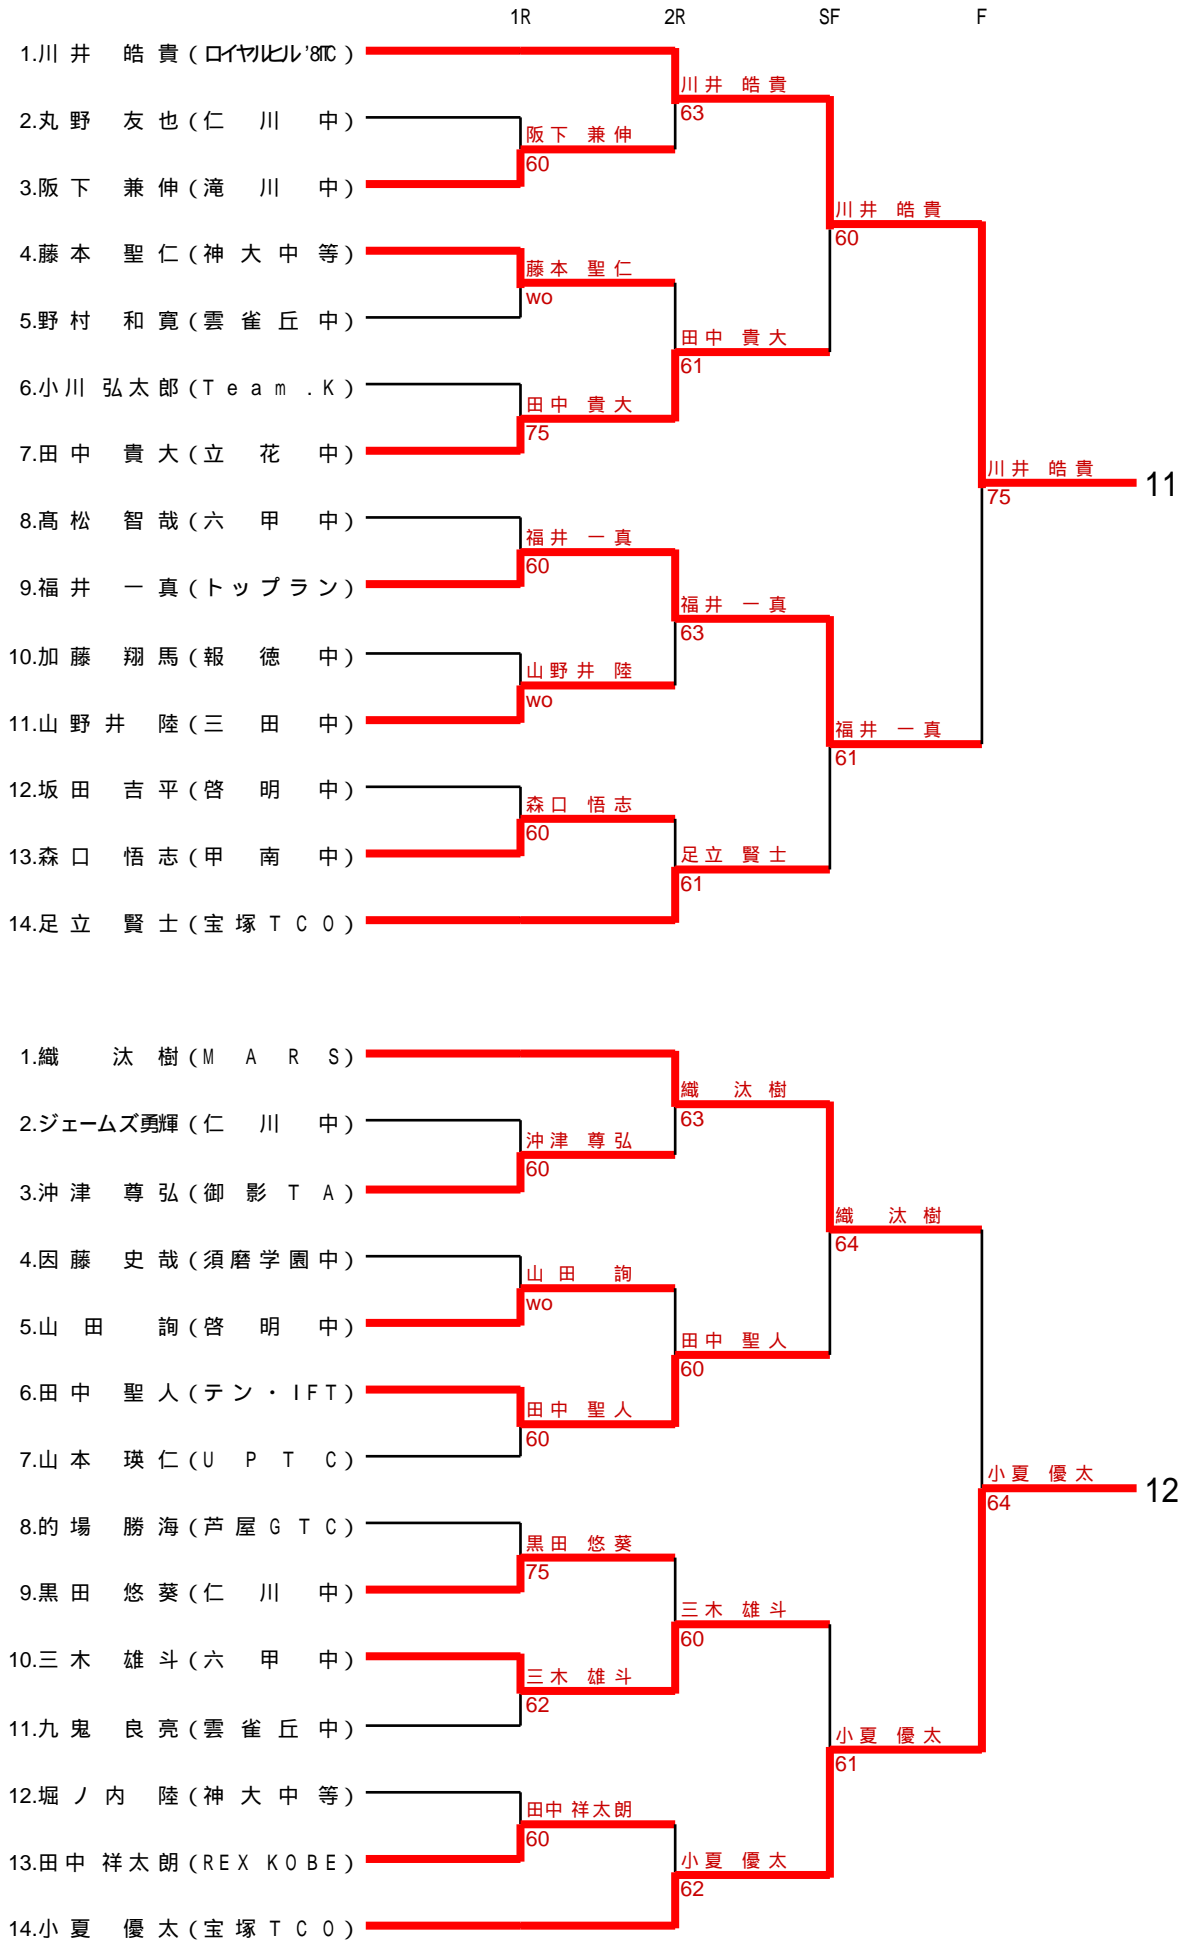 1R 2R SF F
1.川井 皓貴(ロイヤルヒル'81TC)
川井 皓貴
63
2.丸野 友也(仁川中)
阪下 兼伸
60
3.阪下 兼伸(滝川中)
川井 皓貴
60
4.藤本 聖仁(神大中等)
藤本 聖仁
wo
5.野村 和寛(雲雀丘中)
田中 貴大
61
6.小川 弘太郎(Team.K)
田中 貴大
75
7.田中 貴大(立花中)
川井 皓貴
75
11
8.髙松 智哉(六甲中)
福井 一真
60
9.福井 一真(トップラン)
福井 一真
63
10.加藤 翔馬(報徳中)
山野井 陸
wo
11.山野井 陸(三田中)
福井 一真
61
12.坂田 吉平(啓明中)
森口 悟志
60
13.森口 悟志(甲南中)
足立 賢士
61
14.足立 賢士(宝塚TCO)
1.織 汰樹(MARS)
織 汰樹
63
2.ジェームズ勇輝(仁川中)
沖津 尊弘
60
3.沖津 尊弘(御影TA)
織 汰樹
64
4.因藤 史哉(須磨学園中)
山田 詢
wo
5.山田 詢(啓明中)
田中 聖人
60
6.田中 聖人(テン・IFT)
田中 聖人
60
7.山本 瑛仁(UPTC)
小夏 優太
64
12
8.的場 勝海(芦屋GTC)
黒田 悠葵
75
9.黒田 悠葵(仁川中)
三木 雄斗
60
10.三木 雄斗(六甲中)
三木 雄斗
62
11.九鬼 良亮(雲雀丘中)
小夏 優太
61
12.堀ノ内 陸(神大中等)
田中 祥太朗
60
13.田中 祥太朗(REX KOBE)
小夏 優太
62
14.小夏 優太(宝塚TCO)